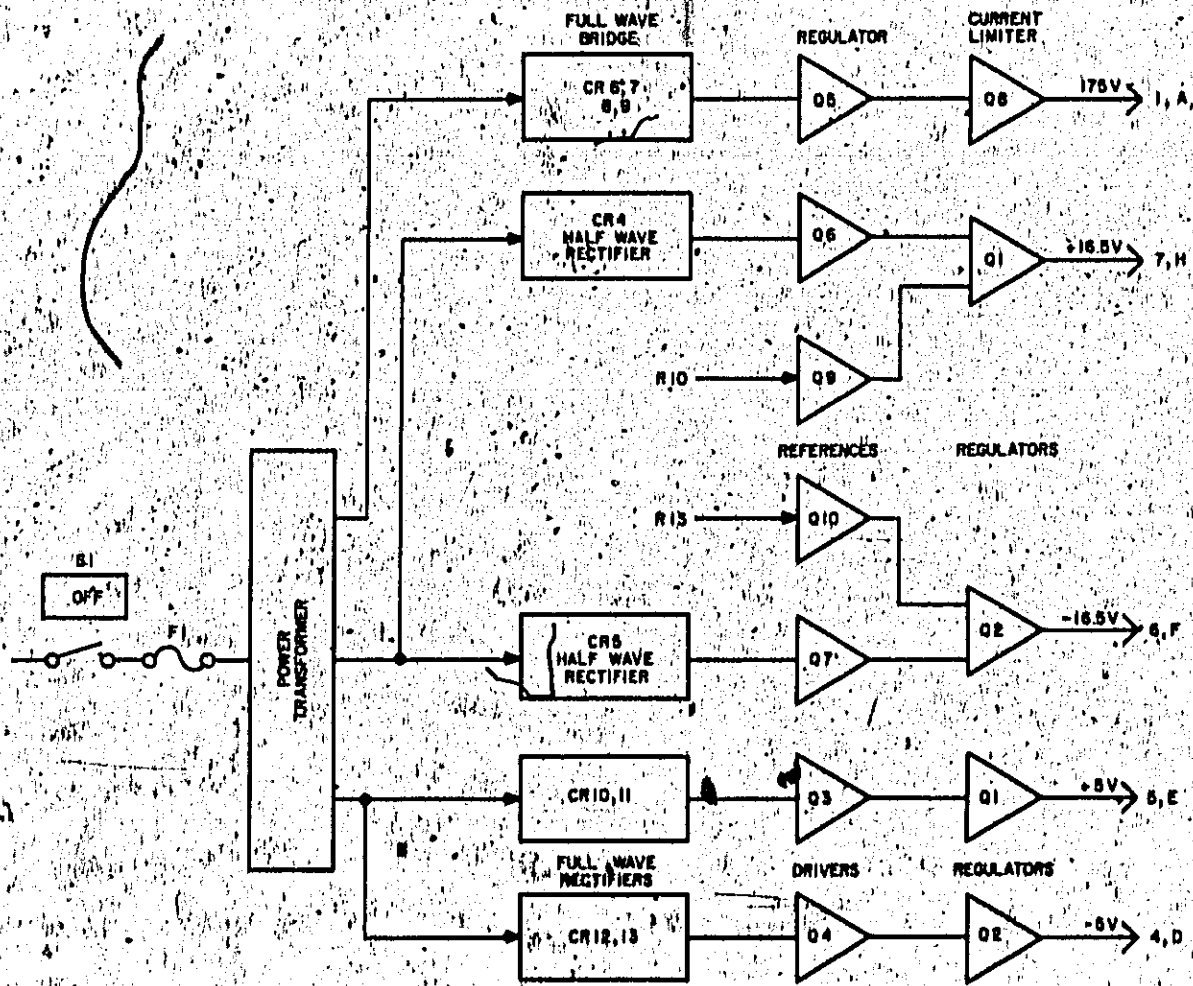 FULL WAVE
BRIDGE
REGULATOR
CURRENT
LIMITER
CR 6, 7
8, 9
Q5
Q8
175V
1, A,
CR4
HALF WAVE
RECTIFIER
Q6
Q1
+16.5V
7, H
R10
Q9
REFERENCES
REGULATORS
R13
Q10
S1
OFF
F1
POWER
TRANSFORMER
CR5
HALF WAVE
RECTIFIER
Q7
Q2
-16.5V
6, F
CR10, 11
Q3
Q1
+5V
5, E
FULL WAVE
RECTIFIERS
DRIVERS
REGULATORS
CR12, 13
Q4
Q2
-5V
4, D